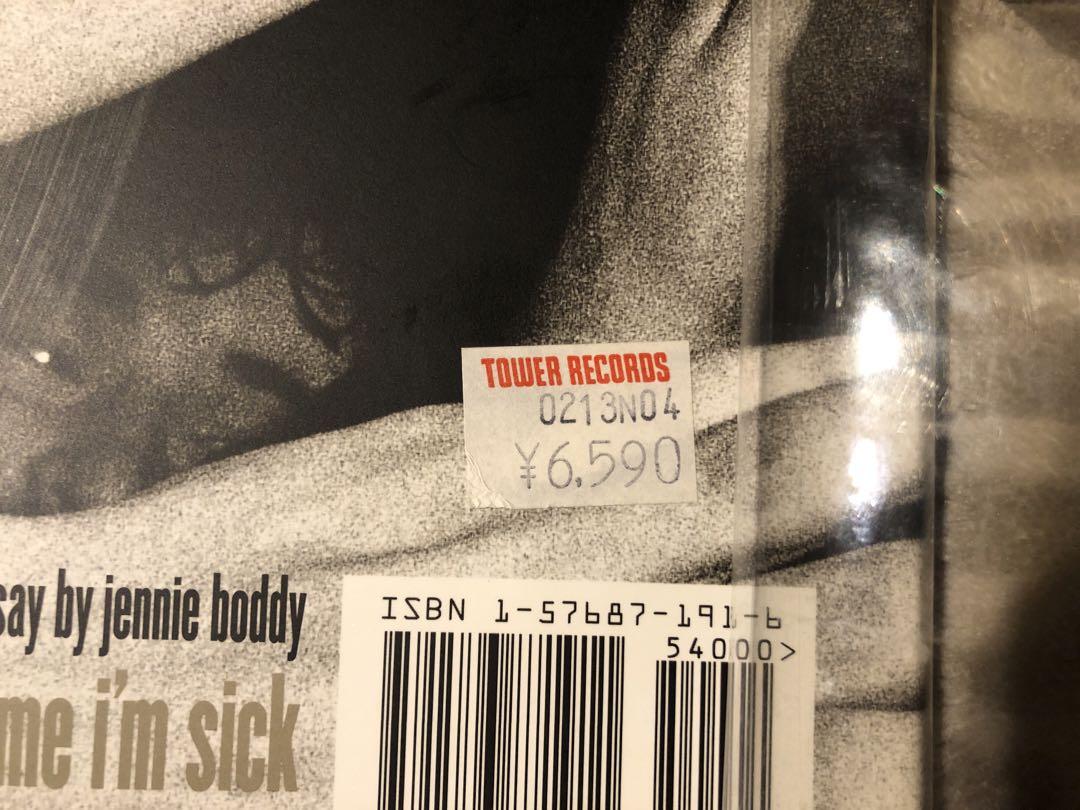 TOWER RECORDS
0213N04
¥6,590
say by jennie boddy
me i'm sick
ISBN 1-57687-191-6
54000>